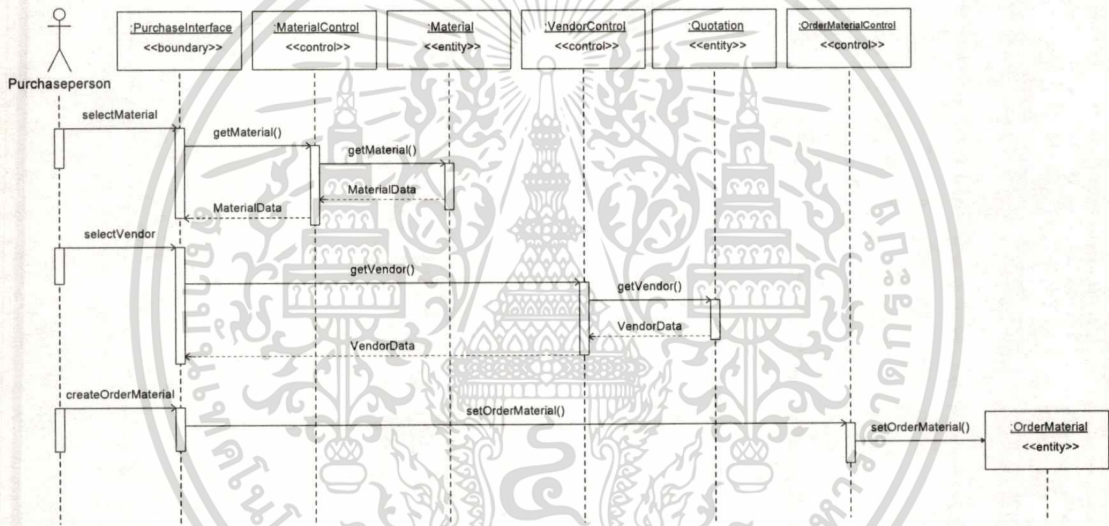 :PurchaseInterface
<<boundary>>
:MaterialControl
<<control>>
:Material
<<entity>>
:VendorControl
<<control>>
:Quotation
<<entity>>
:OrderMaterialControl
<<control>>
Purchaseperson
selectMaterial
getMaterial()
getMaterial()
MaterialData
MaterialData
selectVendor
getVendor()
getVendor()
VendorData
VendorData
createOrderMaterial
setOrderMaterial()
setOrderMaterial()
:OrderMaterial
<<entity>>